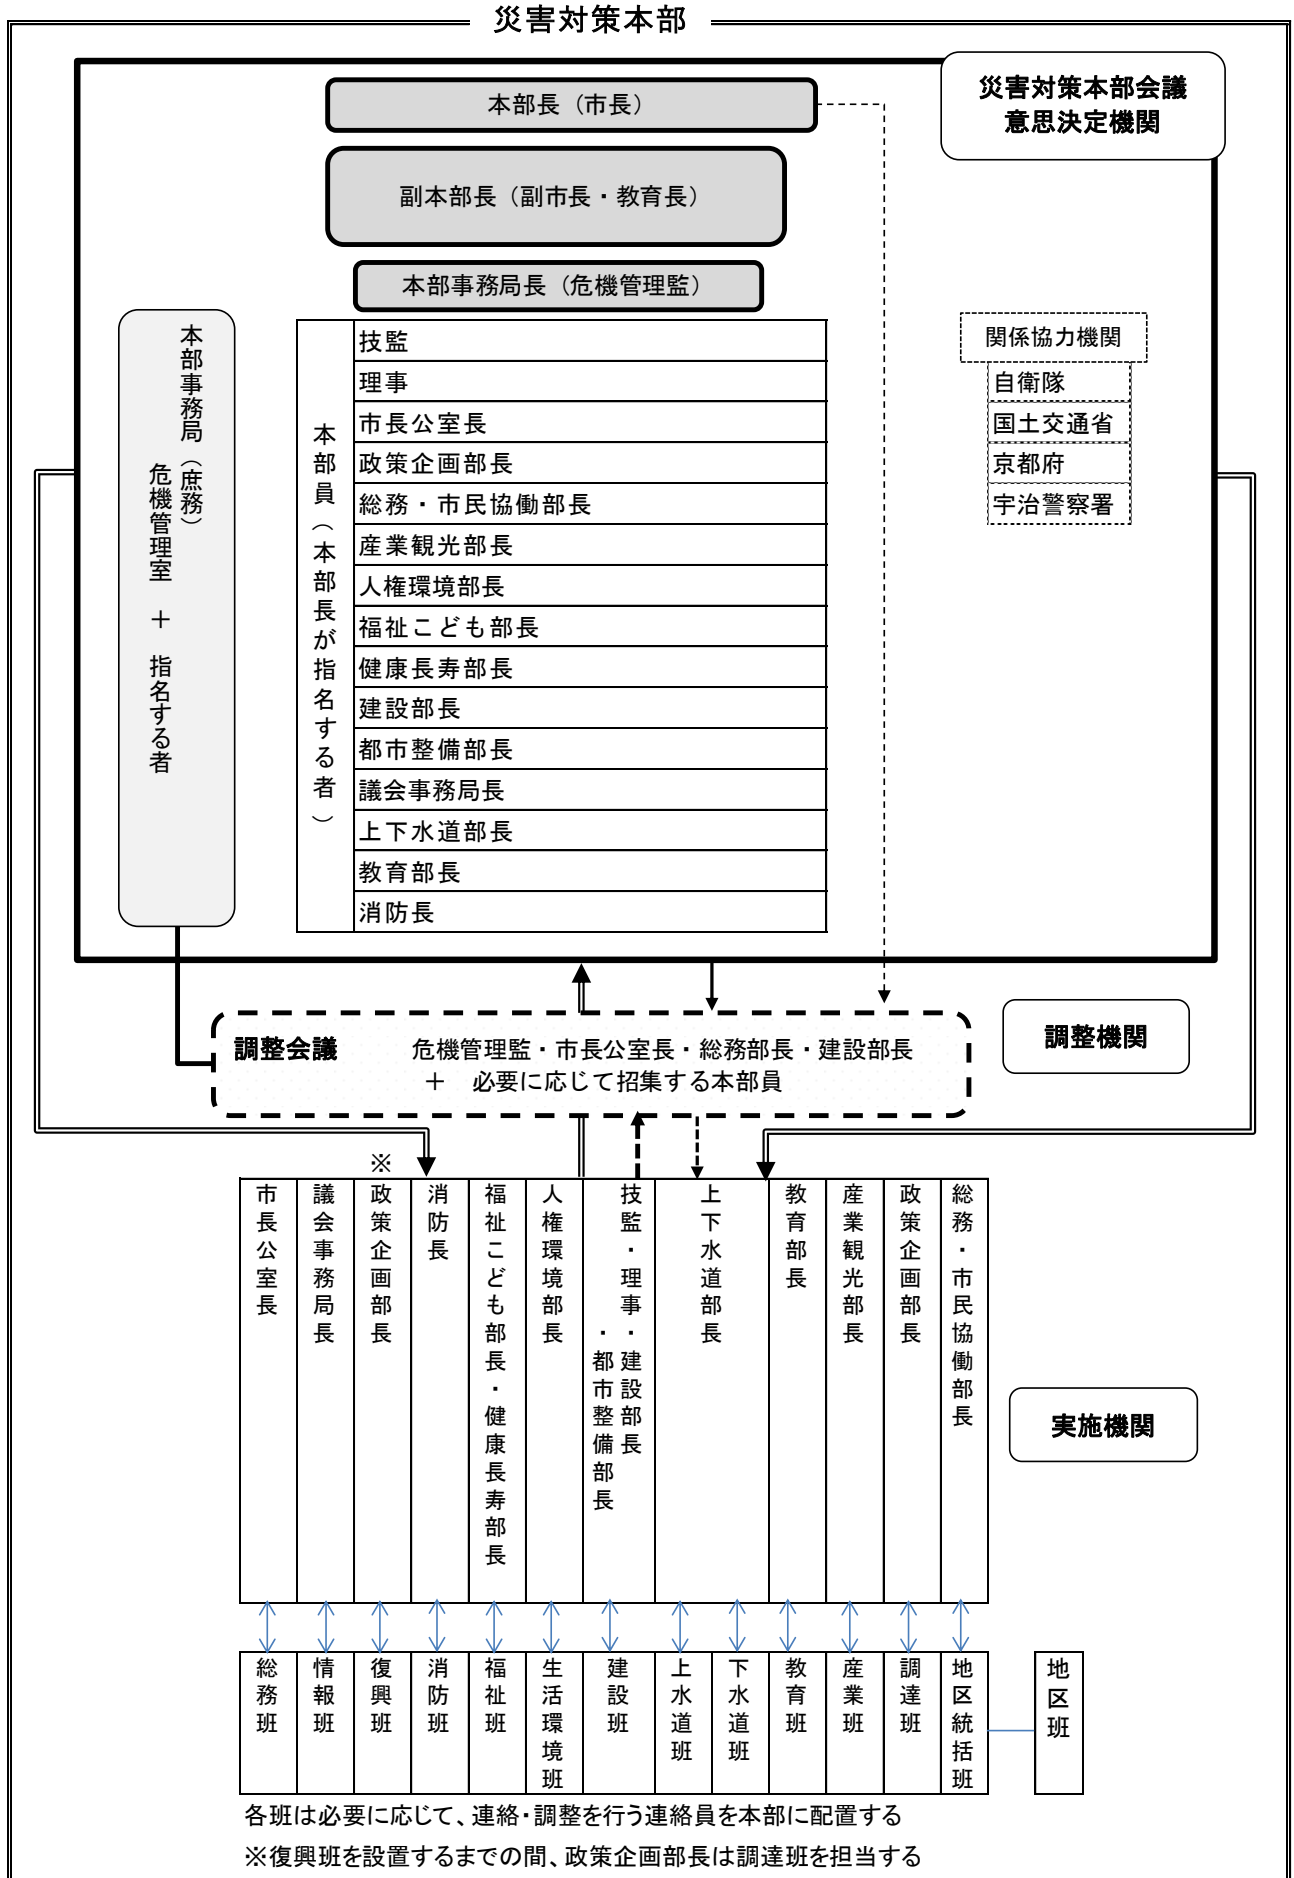 災害対策本部
災害対策本部会議
意思決定機関
本部長（市長）
副本部長（副市長・教育長）
本部事務局長（危機管理監）
本部事務局（庶務）
危機管理室　＋　指名する者
本部員（本部長が指名する者）
技監
理事
市長公室長
政策企画部長
総務・市民協働部長
産業観光部長
人権環境部長
福祉こども部長
健康長寿部長
建設部長
都市整備部長
議会事務局長
上下水道部長
教育部長
消防長
関係協力機関
自衛隊
国土交通省
京都府
宇治警察署
調整会議　危機管理監・市長公室長・総務部長・建設部長
＋　必要に応じて招集する本部員
調整機関
※
市長公室長
議会事務局長
政策企画部長
消防長
福祉こども部長・健康長寿部長
人権環境部長
技監・理事・建設部長
・都市整備部長
上下水道部長
教育部長
産業観光部長
政策企画部長
総務・市民協働部長
実施機関
総務班
情報班
復興班
消防班
福祉班
生活環境班
建設班
上水道班
下水道班
教育班
産業班
調達班
地区統括班
地区班
各班は必要に応じて、連絡・調整を行う連絡員を本部に配置する
※復興班を設置するまでの間、政策企画部長は調達班を担当する